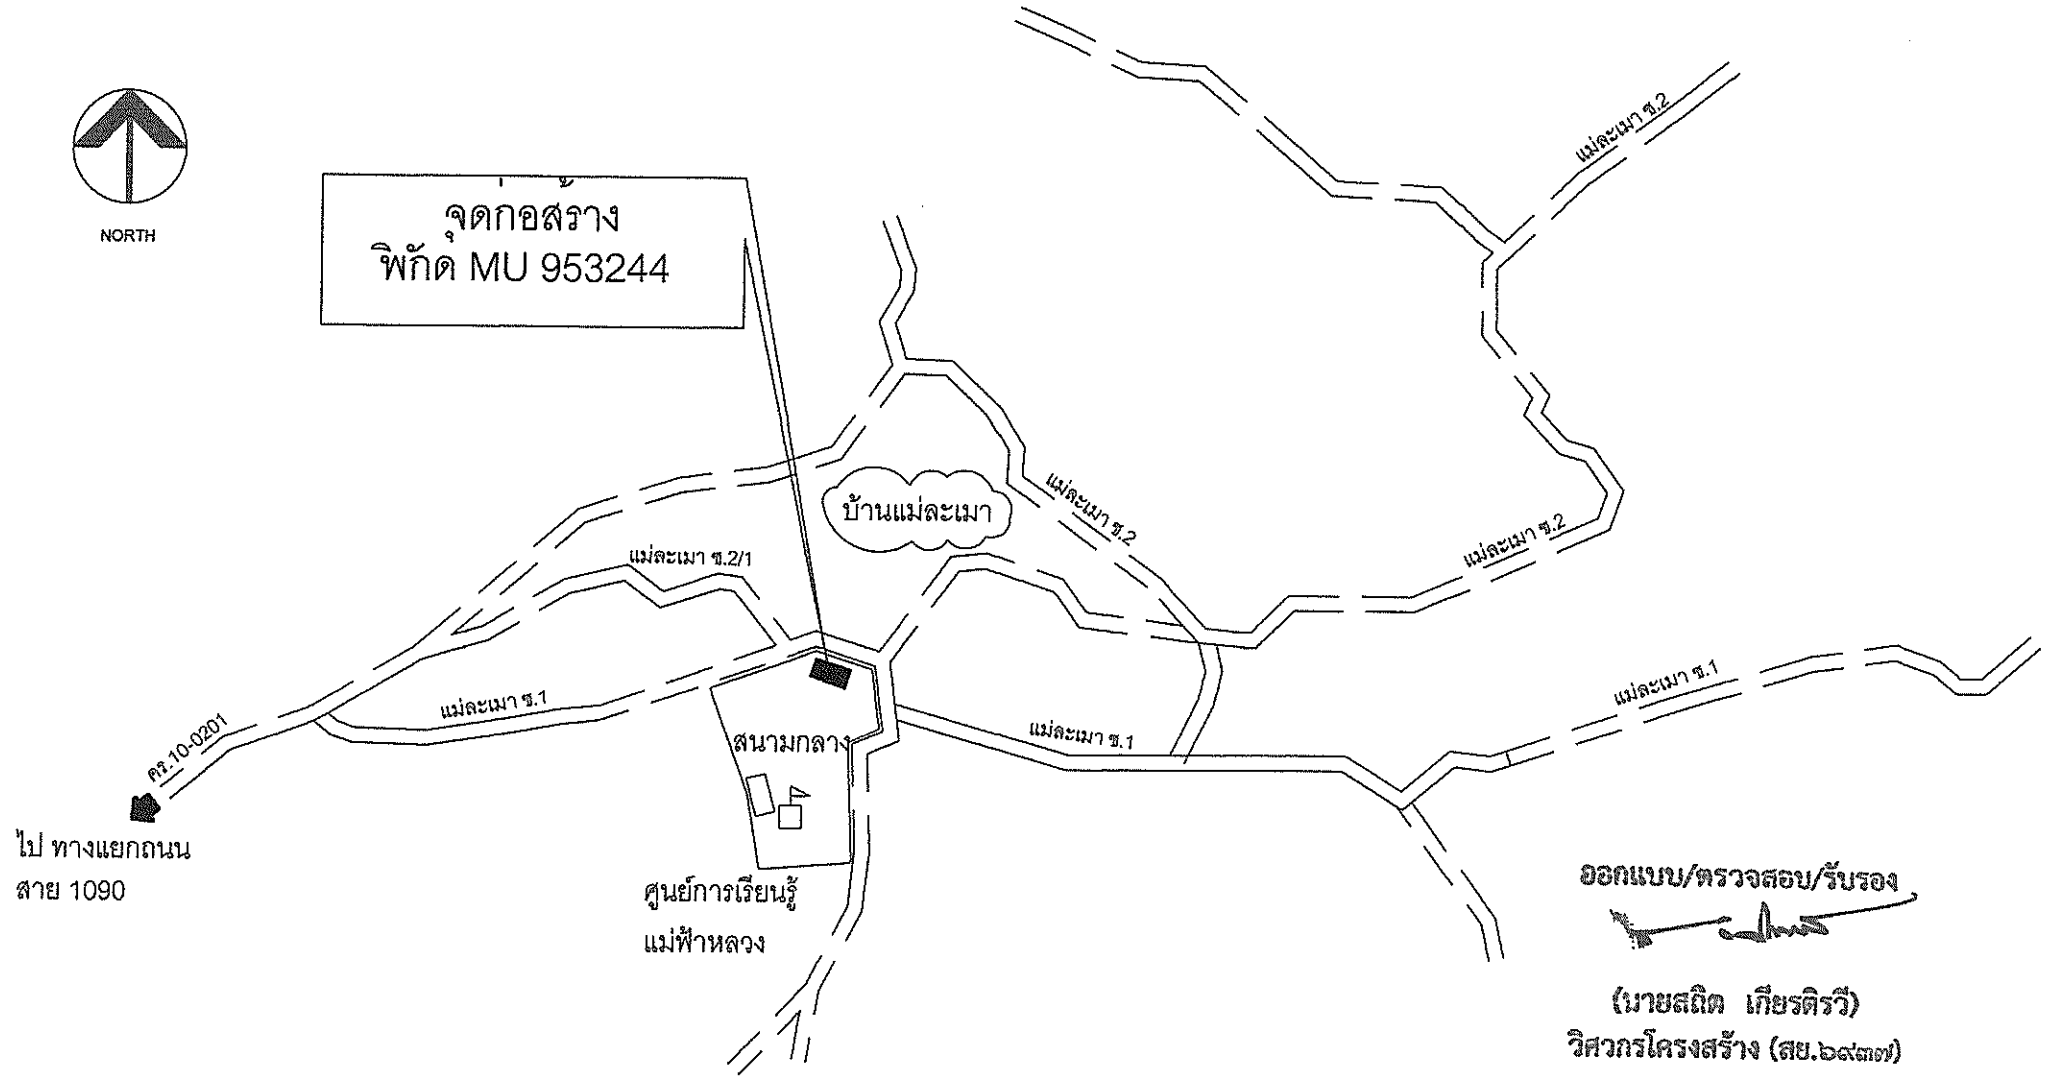 NORTH
จุดก่อสร้าง
พิกัด MU 953244
แม่ละเมา ซ.2
บ้านแม่ละเมา
แม่ละเมา ซ.2
แม่ละเมา ซ.2
แม่ละเมา ซ.2/1
แม่ละเมา ซ.1
แม่ละเมา ซ.1
แม่ละเมา ซ.1
คร.10-0201
สนามกลาง
ไป ทางแยกถนน
สาย 1090
ศูนย์การเรียนรู้
แม่ฟ้าหลวง
ออกแบบ/ตรวจสอบ/รับรอง
(นายสถิต เกียรติรวี)
วิศวกรโครงสร้าง (สย.๖๙๓๗)